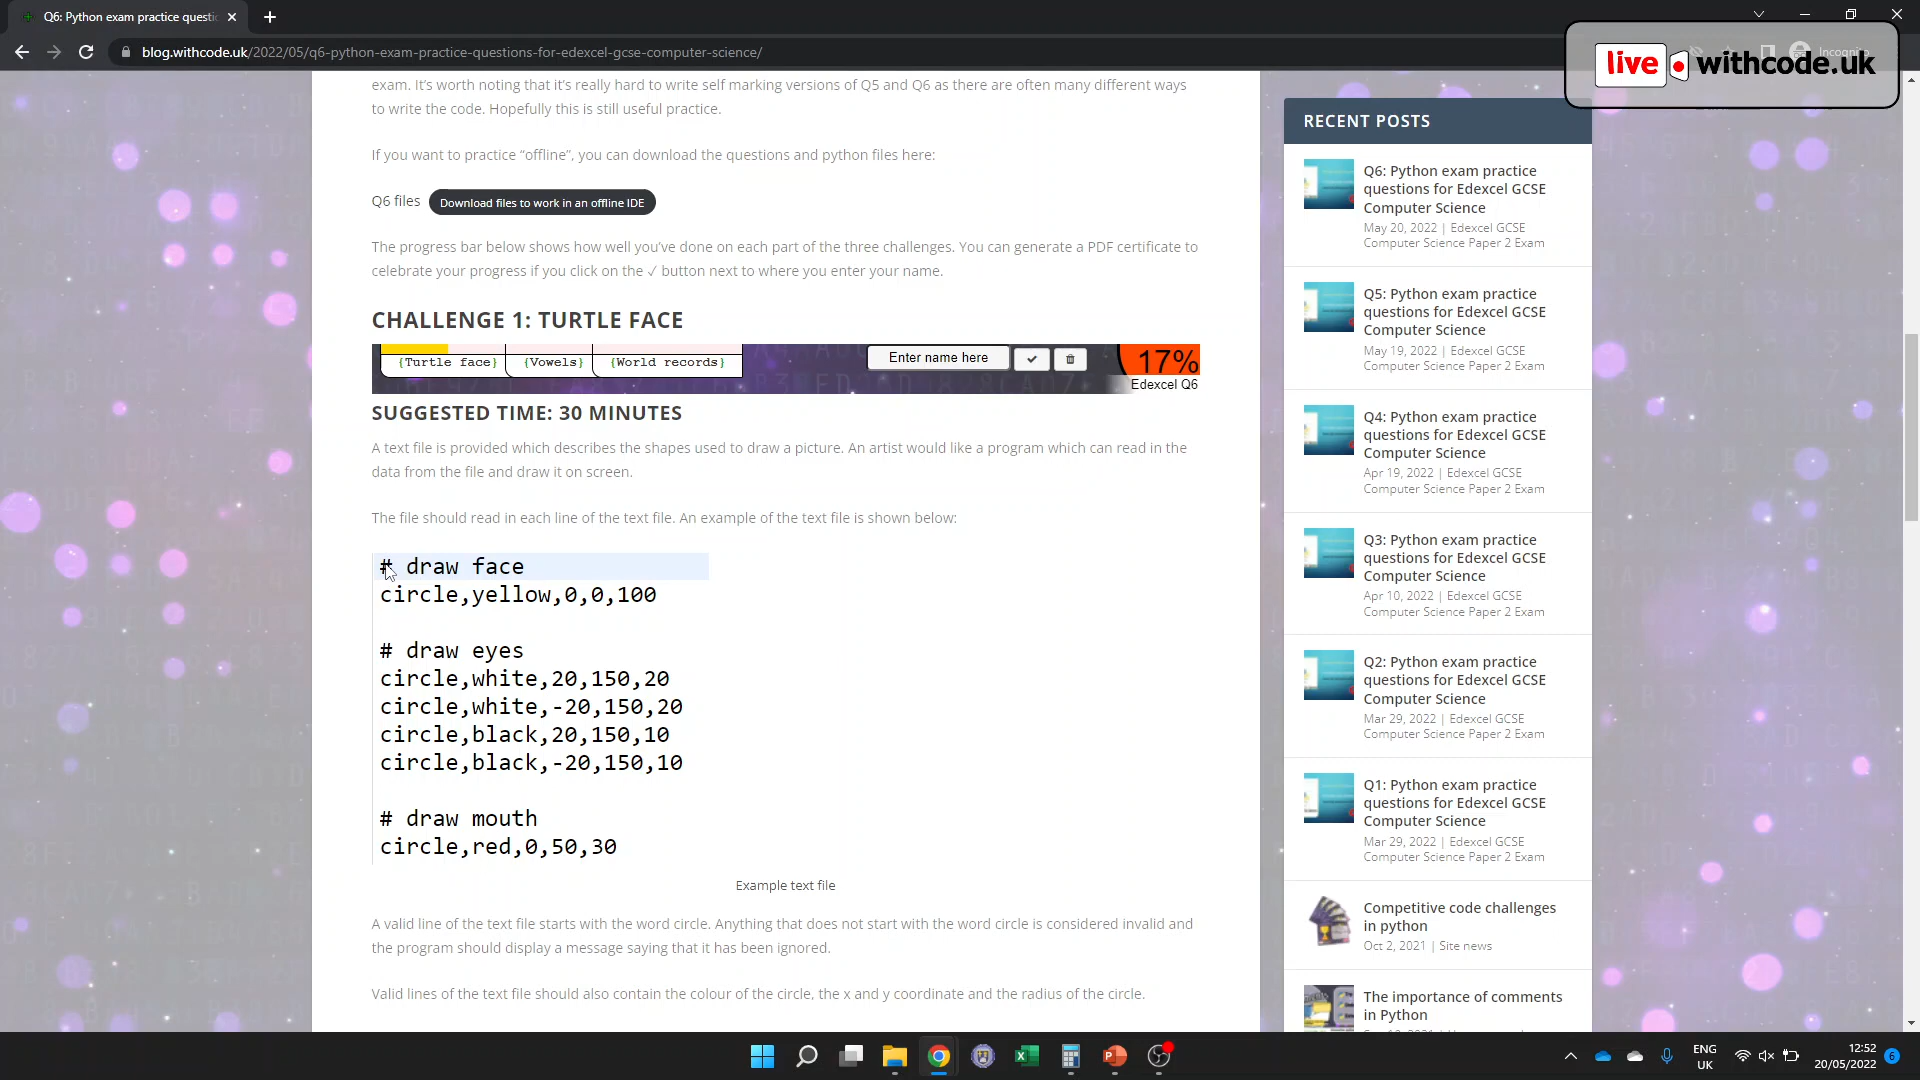 Q6: Python exam practice questi
blog.withcode.uk/2022/05/q6-python-exam-practice-questions-for-edexcel-gcse-computer-science/
Incognito
live withcode.uk
exam. It's worth noting that it's really hard to write self marking versions of Q5 and Q6 as there are often many different ways
to write the code. Hopefully this is still useful practice.
If you want to practice “offline”, you can download the questions and python files here:
Q6 files Download files to work in an offline IDE
The progress bar below shows how well you’ve done on each part of the three challenges. You can generate a PDF certificate to
celebrate your progress if you click on the ✓ button next to where you enter your name.
CHALLENGE 1: TURTLE FACE
{Turtle face} {Vowels} {World records} Enter name here 17%
Edexcel Q6
SUGGESTED TIME: 30 MINUTES
A text file is provided which describes the shapes used to draw a picture. An artist would like a program which can read in the
data from the file and draw it on screen.
The file should read in each line of the text file. An example of the text file is shown below:
# draw face
circle,yellow,0,0,100
# draw eyes
circle,white,20,150,20
circle,white,-20,150,20
circle,black,20,150,10
circle,black,-20,150,10
# draw mouth
circle,red,0,50,30
Example text file
A valid line of the text file starts with the word circle. Anything that does not start with the word circle is considered invalid and
the program should display a message saying that it has been ignored.
Valid lines of the text file should also contain the colour of the circle, the x and y coordinate and the radius of the circle.
RECENT POSTS
Q6: Python exam practice
questions for Edexcel GCSE
Computer Science
May 20, 2022 | Edexcel GCSE
Computer Science Paper 2 Exam
Q5: Python exam practice
questions for Edexcel GCSE
Computer Science
May 19, 2022 | Edexcel GCSE
Computer Science Paper 2 Exam
Q4: Python exam practice
questions for Edexcel GCSE
Computer Science
Apr 19, 2022 | Edexcel GCSE
Computer Science Paper 2 Exam
Q3: Python exam practice
questions for Edexcel GCSE
Computer Science
Apr 10, 2022 | Edexcel GCSE
Computer Science Paper 2 Exam
Q2: Python exam practice
questions for Edexcel GCSE
Computer Science
Mar 29, 2022 | Edexcel GCSE
Computer Science Paper 2 Exam
Q1: Python exam practice
questions for Edexcel GCSE
Computer Science
Mar 29, 2022 | Edexcel GCSE
Computer Science Paper 2 Exam
Competitive code challenges
in python
Oct 2, 2021 | Site news
The importance of comments
in Python
ENG
UK
12:52
20/05/2022
6